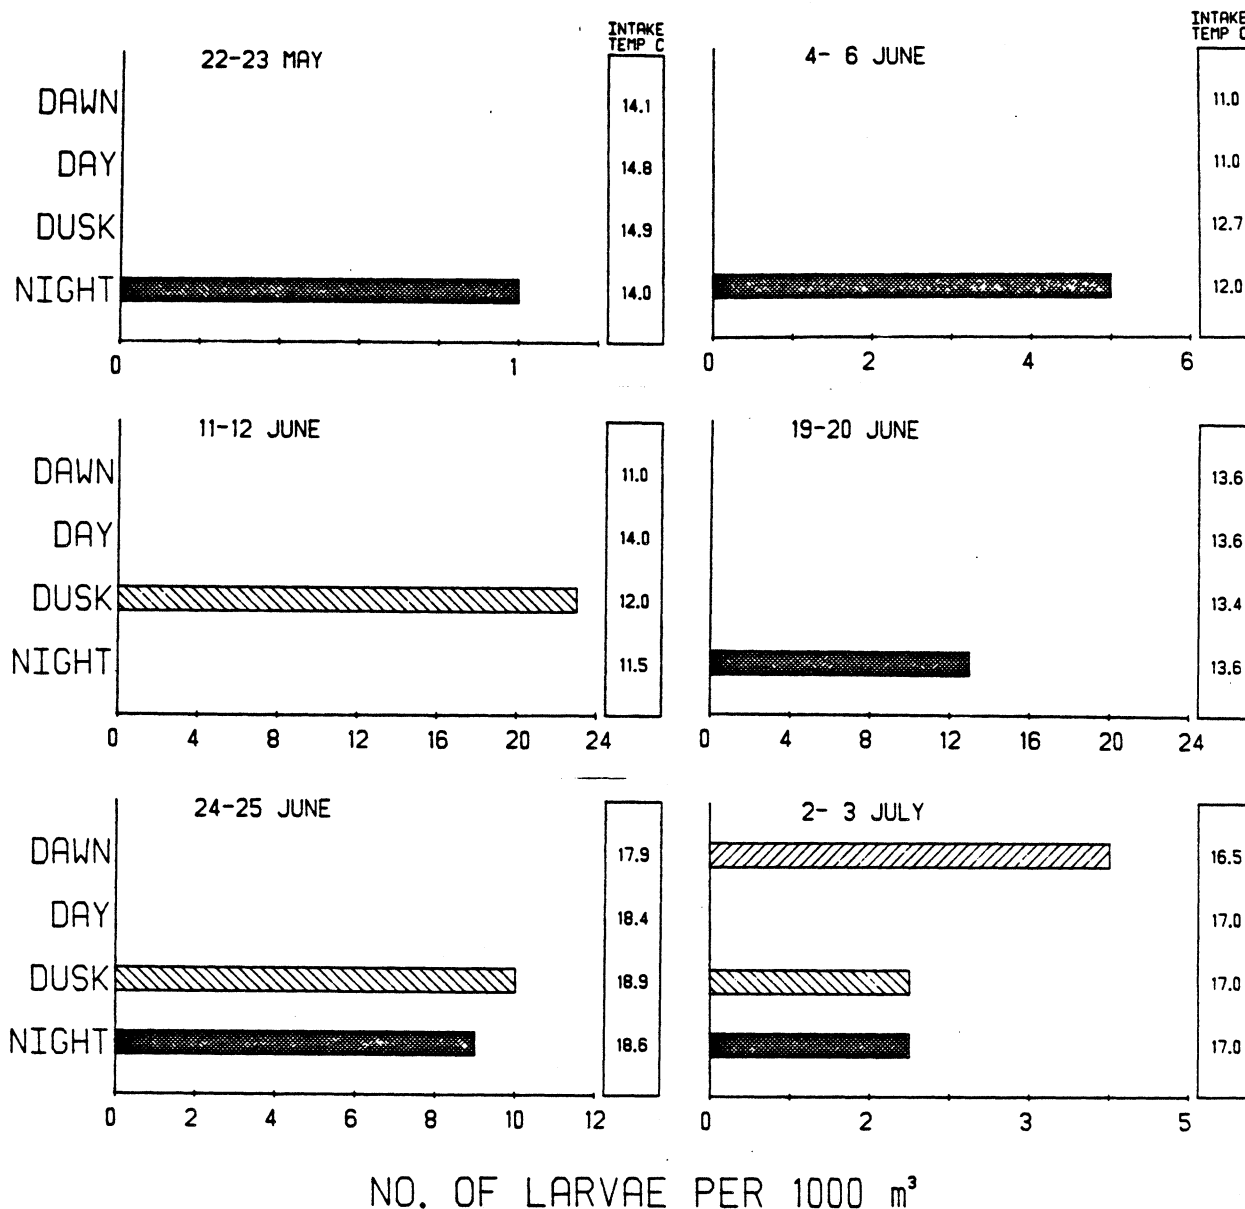 INTAKE
TEMP C
22-23 MAY
DAWN 14.1
DAY 14.8
DUSK 14.9
NIGHT 14.0
0 1
INTAKE
TEMP C
4- 6 JUNE
11.0
11.0
12.7
12.0
0 2 4 6
11-12 JUNE
DAWN 11.0
DAY 14.0
DUSK 12.0
NIGHT 11.5
0 4 8 12 16 20 24
19-20 JUNE
13.6
13.6
13.4
13.6
0 4 8 12 16 20 24
24-25 JUNE
DAWN 17.9
DAY 18.4
DUSK 18.9
NIGHT 18.6
0 2 4 6 8 10 12
2- 3 JULY
16.5
17.0
17.0
17.0
0 2 3 5
NO. OF LARVAE PER 1000 m³